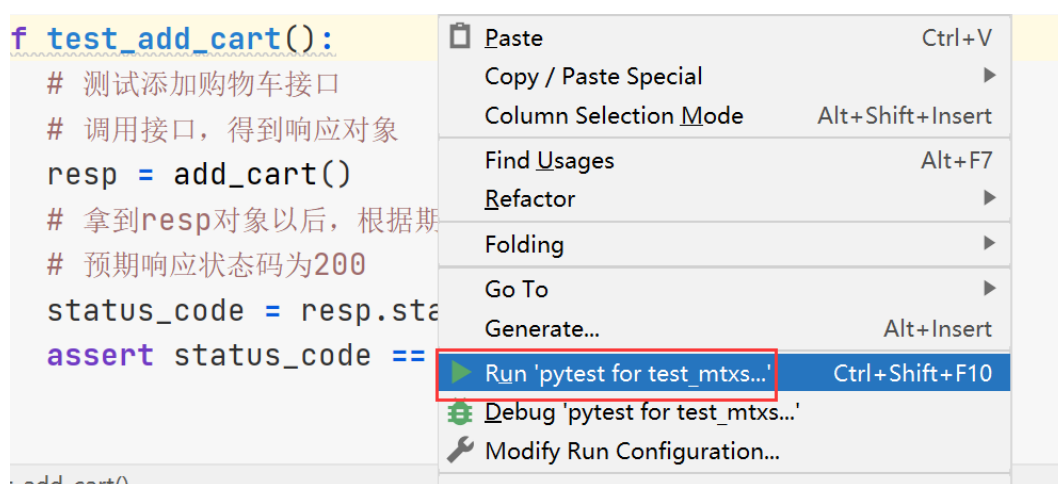 f test_add_cart():
# 测试添加购物车接口
# 调用接口，得到响应对象
resp = add_cart()
# 拿到resp对象以后，根据期
# 预期响应状态码为200
status_code = resp.sta
assert status_code ==
Paste Ctrl+V
Copy / Paste Special
Column Selection Mode Alt+Shift+Insert
Find Usages Alt+F7
Refactor
Folding
Go To
Generate... Alt+Insert
Run 'pytest for test_mtxs...' Ctrl+Shift+F10
Debug 'pytest for test_mtxs...'
Modify Run Configuration...
add_cart()